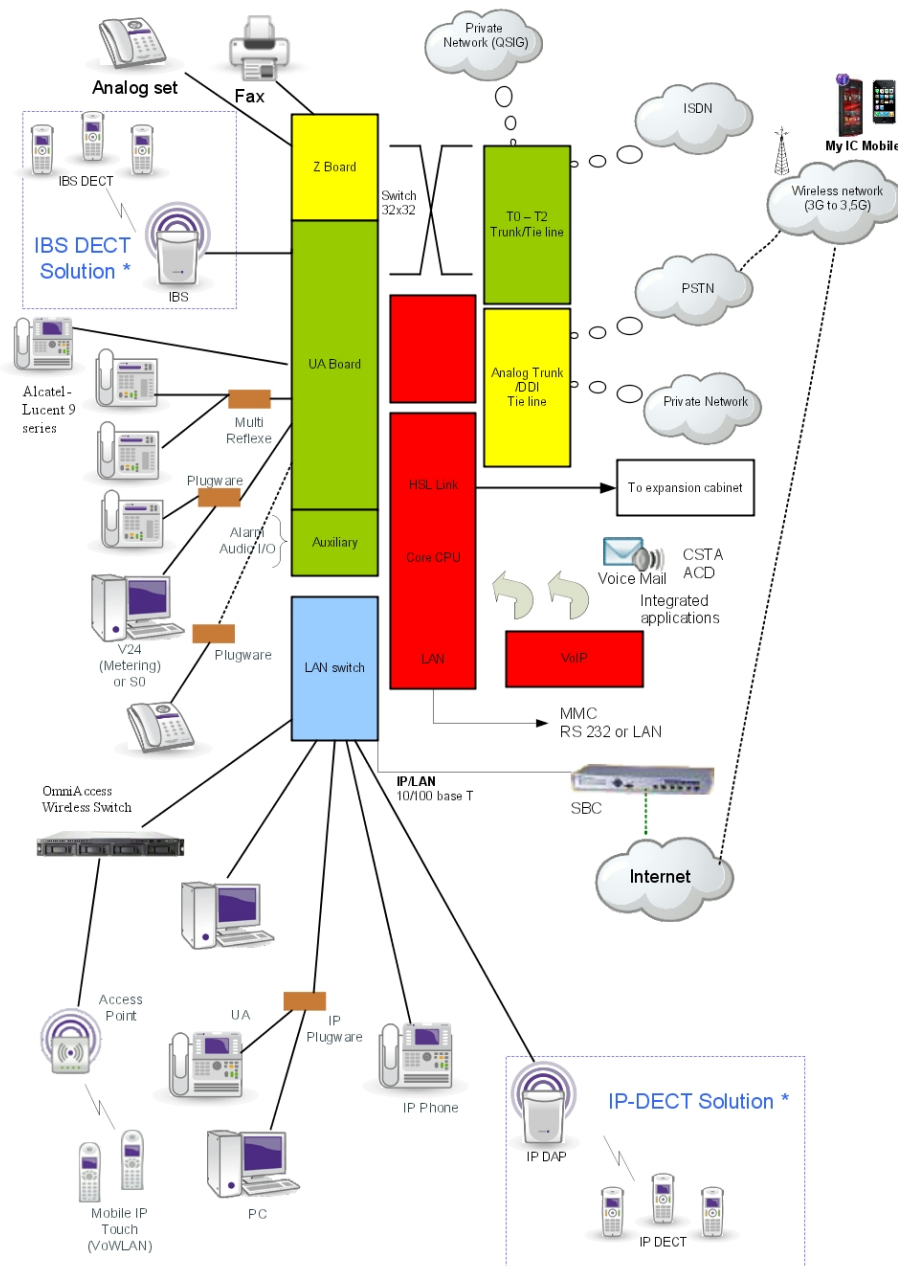 Private
Network (QSIG)
Analog set
Fax
ISDN
My IC Mobile
Z Board
IBS DECT
Switch
32x32
Wireless network
(3G to 3,5G)
T0 – T2
Trunk/Tie line
IBS DECT
Solution *
IBS
PSTN
UA Board
Analog Trunk
/DDI
Tie line
Alcatel-
Lucent 9
series
Private Network
Multi
Reflexe
Plugware
HSL Link
To expansion cabinet
Alarm
Audio I/O
Auxiliary
Core CPU
CSTA
ACD
Voice Mail
Integrated
applications
V24
(Metering)
or S0
Plugware
LAN switch
LAN
VoIP
MMC
RS 232 or LAN
IP/LAN
10/100 base T
OmniAccess
Wireless Switch
SBC
Internet
Access
Point
UA
IP
Plugware
IP Phone
IP-DECT Solution *
IP DAP
Mobile IP
Touch
(VoWLAN)
PC
IP DECT